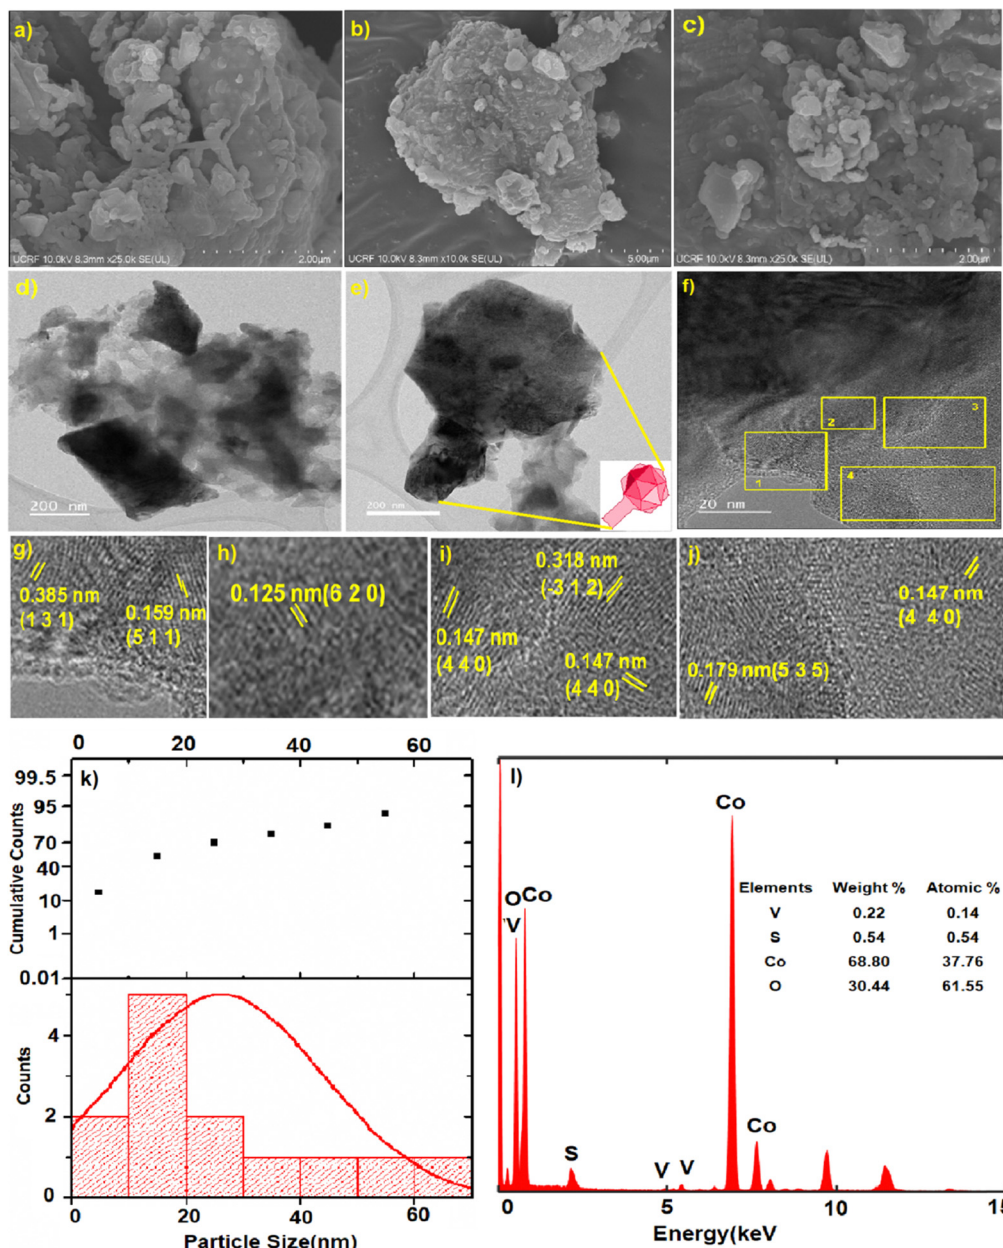 a)
UCRF 10.0kV 8.3mm x25.0k SE(UL) 2.00μm
b)
UCRF 10.0kV 8.3mm x10.0k SE(UL) 5.00μm
c)
UCRF 10.0kV 8.3mm x25.0k SE(UL) 2.00μm
d)
200 nm
e)
200 nm
f)
1
2
3
4
20 nm
g)
0.385 nm
(1 3 1)
0.159 nm
(5 1 1)
h)
0.125 nm(6 2 0)
i)
0.318 nm
(-3 1 2)
0.147 nm
(4 4 0)
0.147 nm
(4 4 0)
j)
0.147 nm
(4 4 0)
0.179 nm(5 3 5)
0 20 40 60
k)
99.5
95
70
40
10
1
0.01
Cumulative Counts
4
2
0
Counts
0 20 40 60
Particle Size(nm)
l)
O
V
Co
S
V
V
Co
Co
Elements Weight % Atomic %
V 0.22 0.14
S 0.54 0.54
Co 68.80 37.76
O 30.44 61.55
0 5 10 15
Energy(keV